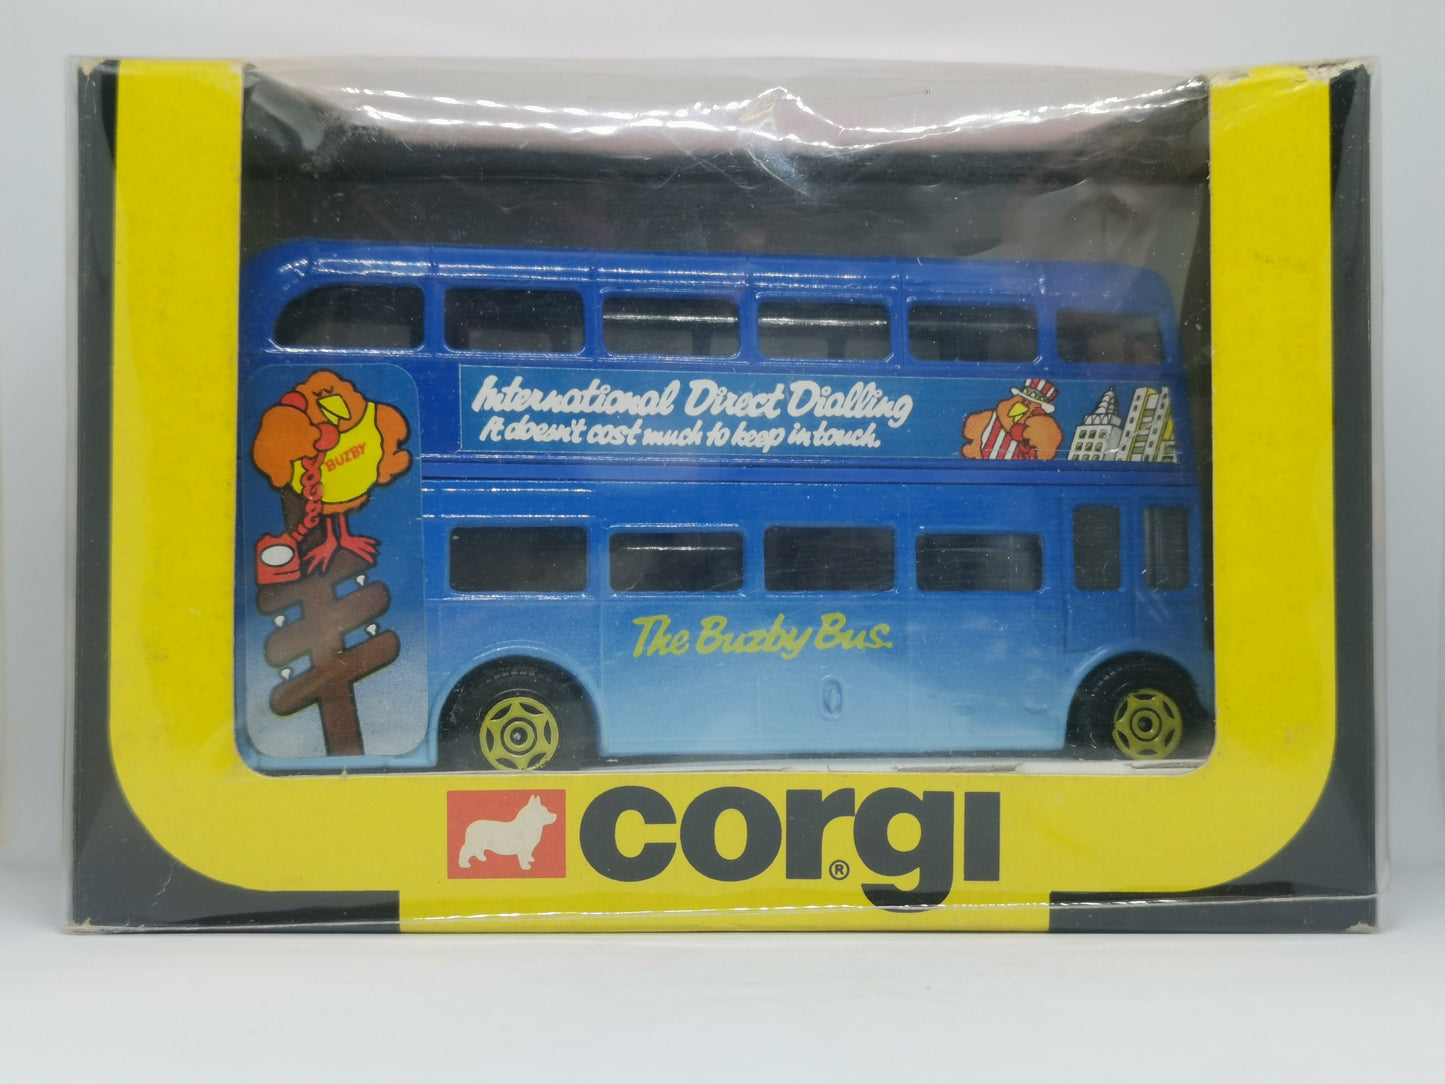 International Direct Dialling
It doesn't cost much to keep in touch.
BUZBY
The Buzby Bus.
CORGI®